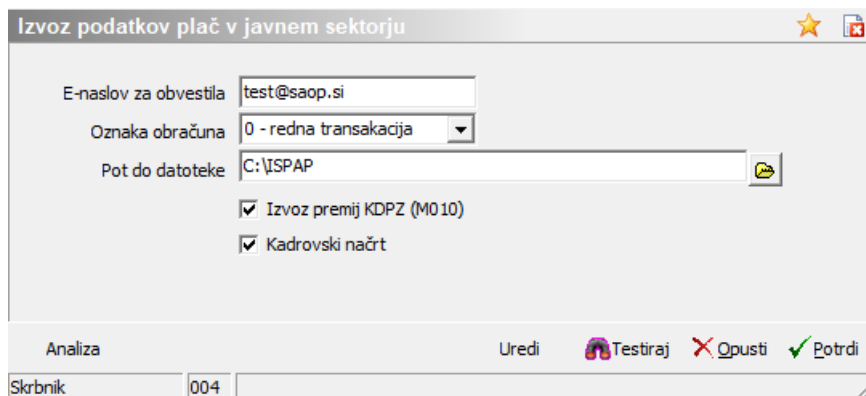 Izvoz podatkov plač v javnem sektorju
E-naslov za obvestila test@saop.si
Oznaka obračuna 0 - redna transakacija
Pot do datoteke C:\ISPAP
Izvoz premij KDPZ (M010)
Kadrovski načrt
Analiza Uredi Testiraj Opusti Potrdi
Skrbnik 004